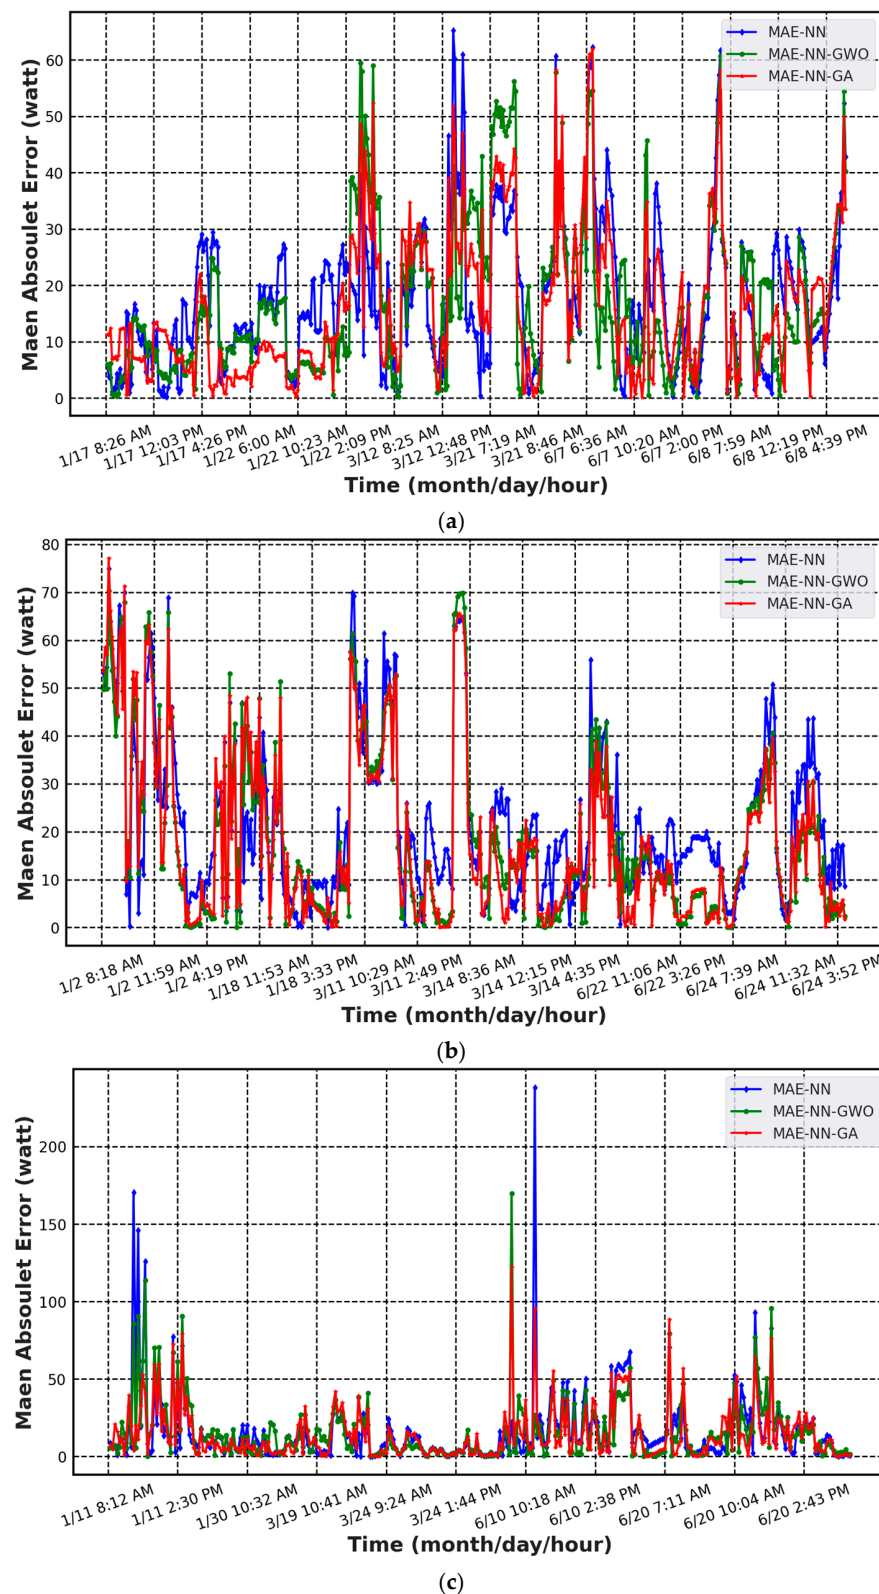 MAE-NN
MAE-NN-GWO
MAE-NN-GA
Maen Absoulet Error (watt)
60
50
40
30
20
10
0
1/17 8:26 AM
1/17 12:03 PM
1/17 4:26 PM
1/22 6:00 AM
1/22 10:23 AM
1/22 2:09 PM
3/12 8:25 AM
3/12 12:48 PM
3/21 7:19 AM
3/21 8:46 AM
6/7 6:36 AM
6/7 10:20 AM
6/7 2:00 PM
6/8 7:59 AM
6/8 12:19 PM
6/8 4:39 PM
Time (month/day/hour)
(a)
MAE-NN
MAE-NN-GWO
MAE-NN-GA
Maen Absoulet Error (watt)
80
70
60
50
40
30
20
10
0
1/2 8:18 AM
1/2 11:59 AM
1/2 4:19 PM
1/18 11:53 AM
1/18 3:33 PM
3/11 10:29 AM
3/11 2:49 PM
3/14 8:36 AM
3/14 12:15 PM
3/14 4:35 PM
6/22 11:06 AM
6/22 3:26 PM
6/24 7:39 AM
6/24 11:32 AM
6/24 3:52 PM
Time (month/day/hour)
(b)
MAE-NN
MAE-NN-GWO
MAE-NN-GA
Maen Absoulet Error (watt)
200
150
100
50
0
1/11 8:12 AM
1/11 2:30 PM
1/30 10:32 AM
3/19 10:41 AM
3/24 9:24 AM
3/24 1:44 PM
6/10 10:18 AM
6/10 2:38 PM
6/20 7:11 AM
6/20 10:04 AM
6/20 2:43 PM
Time (month/day/hour)
(c)